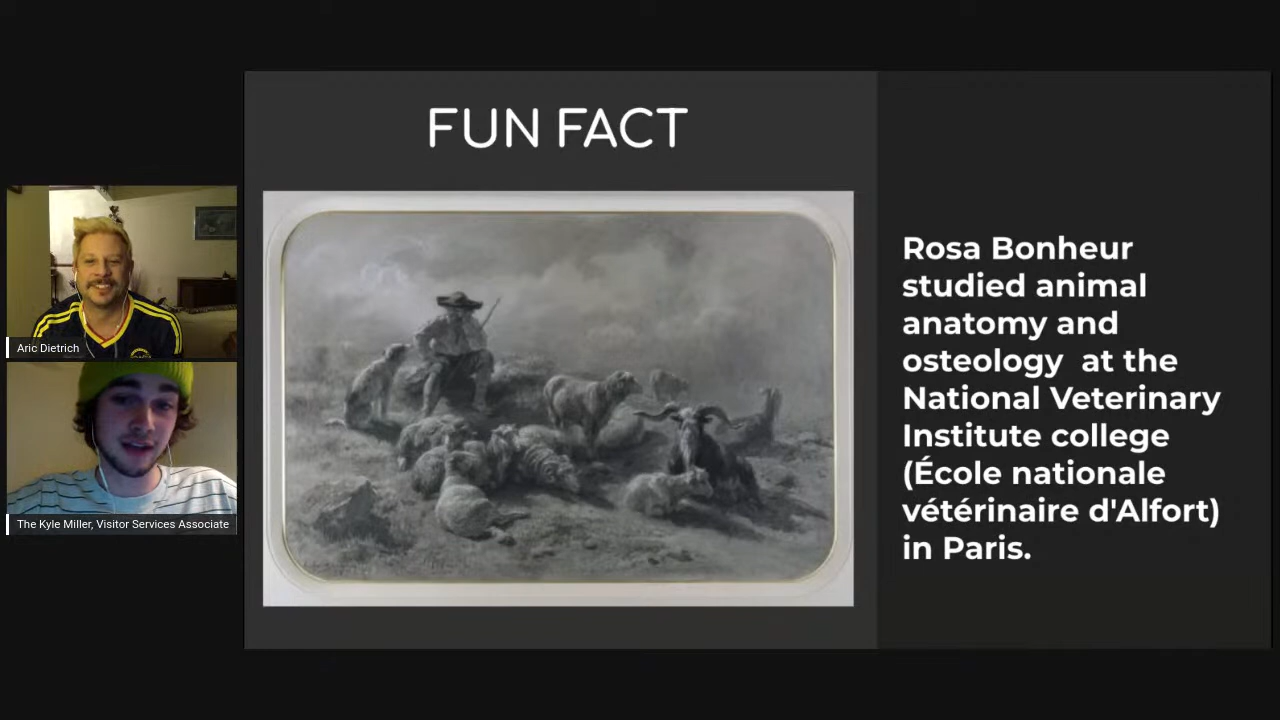 FUN FACT
Rosa Bonheur
studied animal
anatomy and
osteology at the
National Veterinary
Institute college
(École nationale
vétérinaire d'Alfort)
in Paris.
Aric Dietrich
The Kyle Miller, Visitor Services Associate